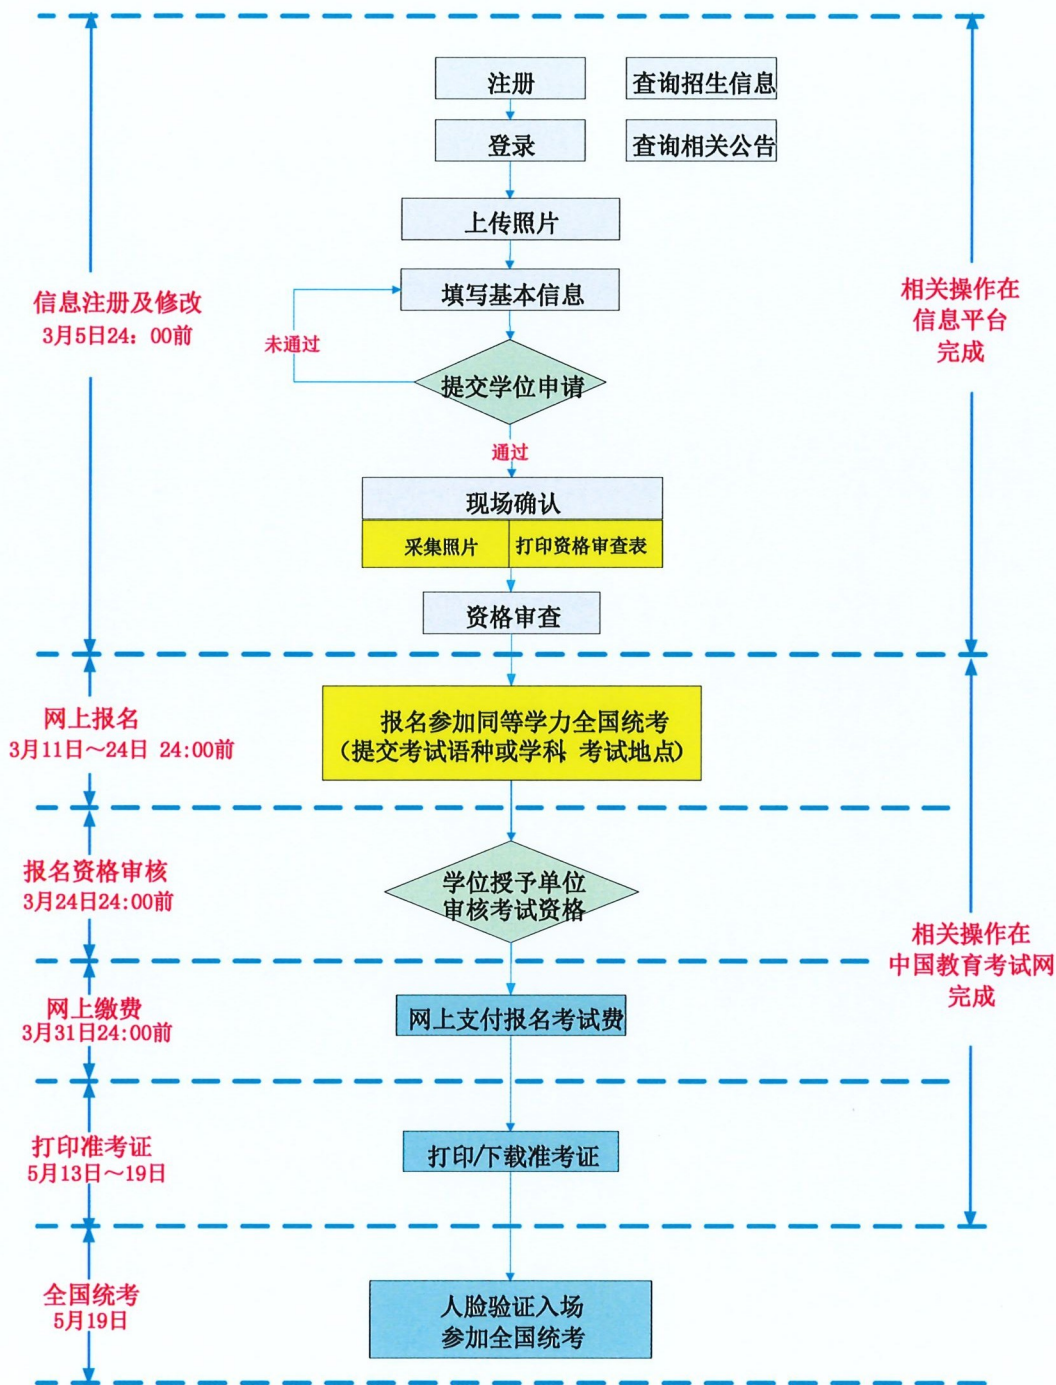 注册
查询招生信息
登录
查询相关公告
上传照片
填写基本信息
信息注册及修改
3月5日24：00前
相关操作在
信息平台
完成
未通过
提交学位申请
通过
现场确认
采集照片
打印资格审查表
资格审查
网上报名
3月11日～24日 24:00前
报名参加同等学力全国统考
（提交考试语种或学科 考试地点）
报名资格审核
3月24日24:00前
学位授予单位
审核考试资格
相关操作在
中国教育考试网
完成
网上缴费
3月31日24:00前
网上支付报名考试费
打印准考证
5月13日～19日
打印/下载准考证
全国统考
5月19日
人脸验证入场
参加全国统考